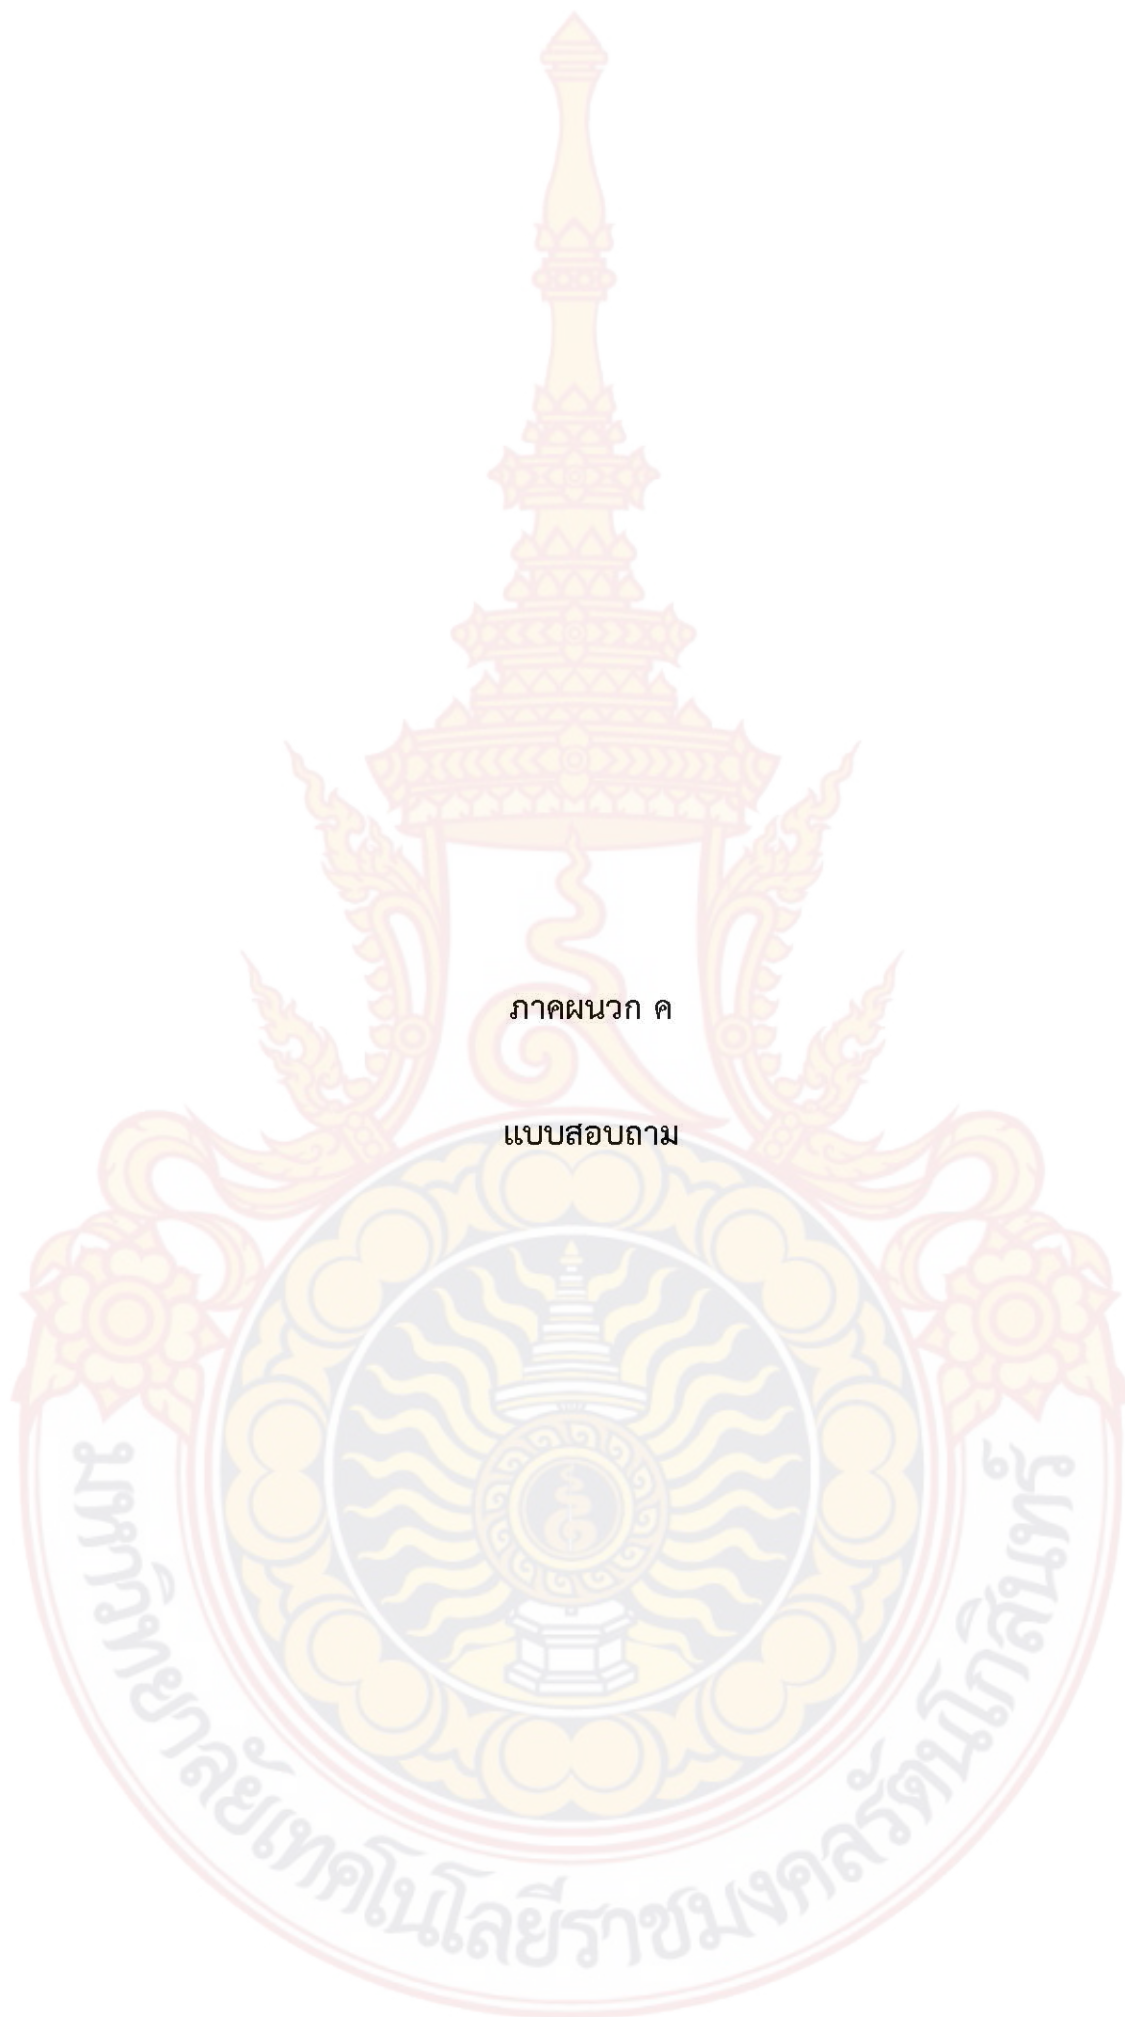 ภาคผนวก ค
แบบสอบถาม
มหาวิทยาลัยเทคโนโลยีราชมงคลรัตนโกสินทร์